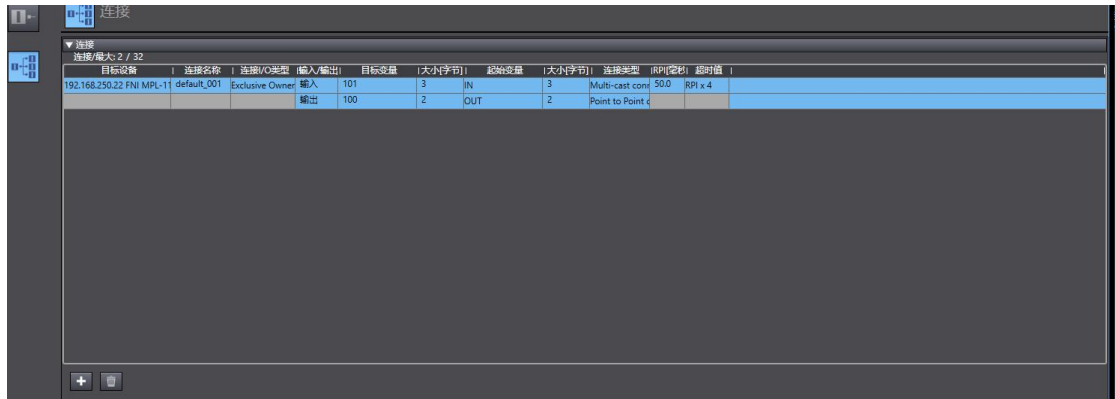 连接
▼连接
连接/最大: 2 / 32
目标设备 | 连接名称 | 连接I/O类型 |输入/输出| 目标变量 |大小[字节]| 起始变量 |大小[字节]| 连接类型 |RPI[毫秒]| 超时值 |
192.168.250.22 FNI MPL-11 default_001 Exclusive Owner 输入 101 3 IN 3 Multi-cast conn 50.0 RPI x 4
输出 100 2 OUT 2 Point to Point c